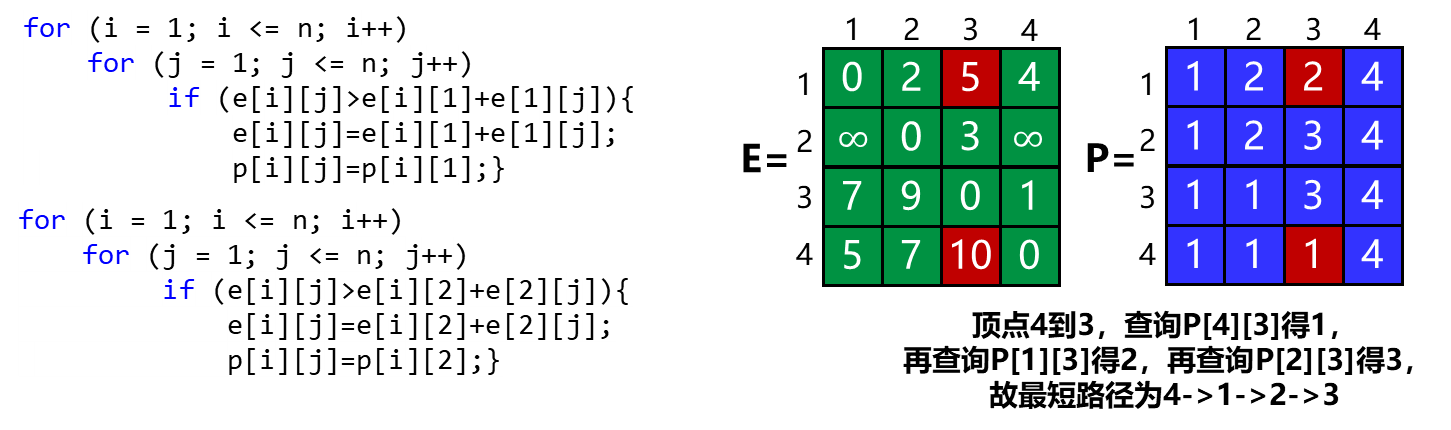 for (i = 1; i <= n; i++)
for (j = 1; j <= n; j++)
if (e[i][j]>e[i][1]+e[1][j]){
e[i][j]=e[i][1]+e[1][j];
p[i][j]=p[i][1];}
for (i = 1; i <= n; i++)
for (j = 1; j <= n; j++)
if (e[i][j]>e[i][2]+e[2][j]){
e[i][j]=e[i][2]+e[2][j];
p[i][j]=p[i][2];}
1 2 3 4
1 0 2 5 4
2 ∞ 0 3 ∞
E=
3 7 9 0 1
4 5 7 10 0
1 2 3 4
1 1 2 2 4
2 1 2 3 4
P=
3 1 1 3 4
4 1 1 1 4
顶点4到3，查询P[4][3]得1，
再查询P[1][3]得2，再查询P[2][3]得3，
故最短路径为4->1->2->3